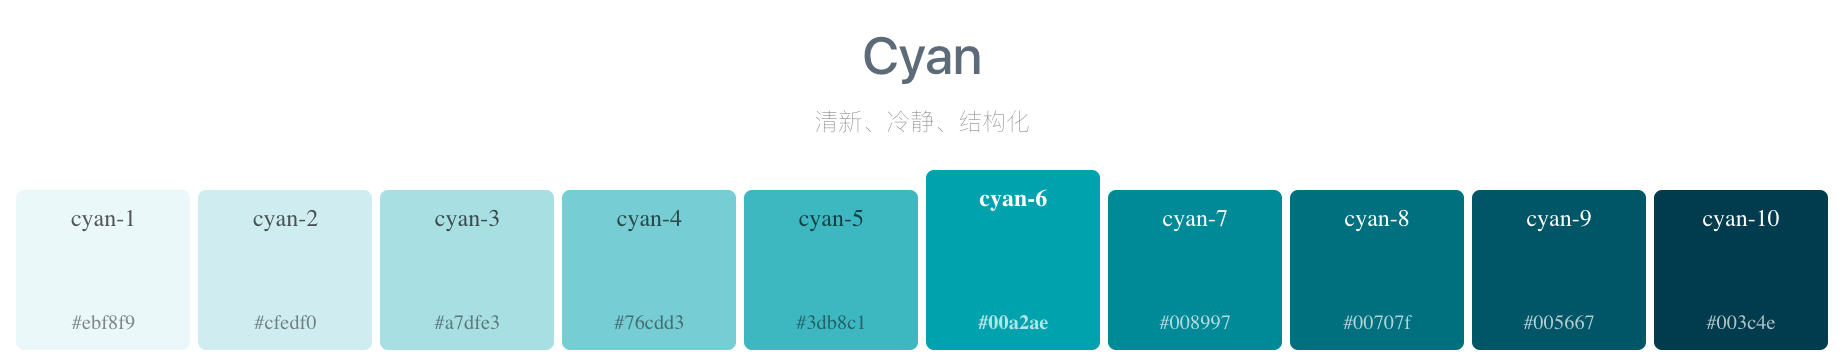 Cyan
清新、冷静、结构化
cyan-1
cyan-2
cyan-3
cyan-4
cyan-5
cyan-6
cyan-7
cyan-8
cyan-9
cyan-10
#ebf8f9
#cfedf0
#a7dfe3
#76cdd3
#3db8c1
#00a2ae
#008997
#00707f
#005667
#003c4e